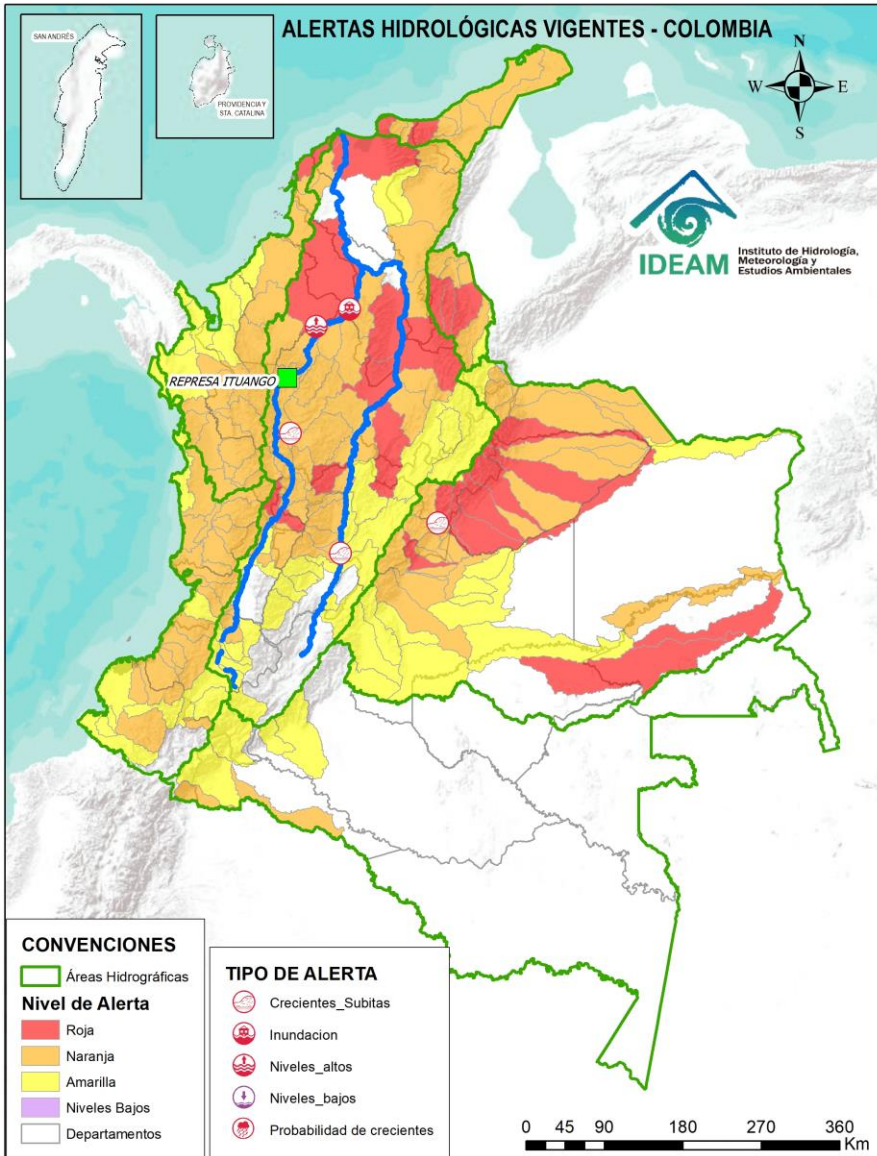 ALERTAS HIDROLÓGICAS VIGENTES - COLOMBIA
SAN ANDRÉS
PROVIDENCIA Y
STA. CATALINA
N
W
E
S
IDEAM
Instituto de Hidrología,
Meteorología y
Estudios Ambientales
REPRESA ITUANGO
CONVENCIONES
Áreas Hidrográficas
Nivel de Alerta
Roja
Naranja
Amarilla
Niveles Bajos
Departamentos
TIPO DE ALERTA
Crecientes_Subitas
Inundacion
Niveles_altos
Niveles_bajos
Probabilidad de crecientes
0 45 90 180 270 360
Km